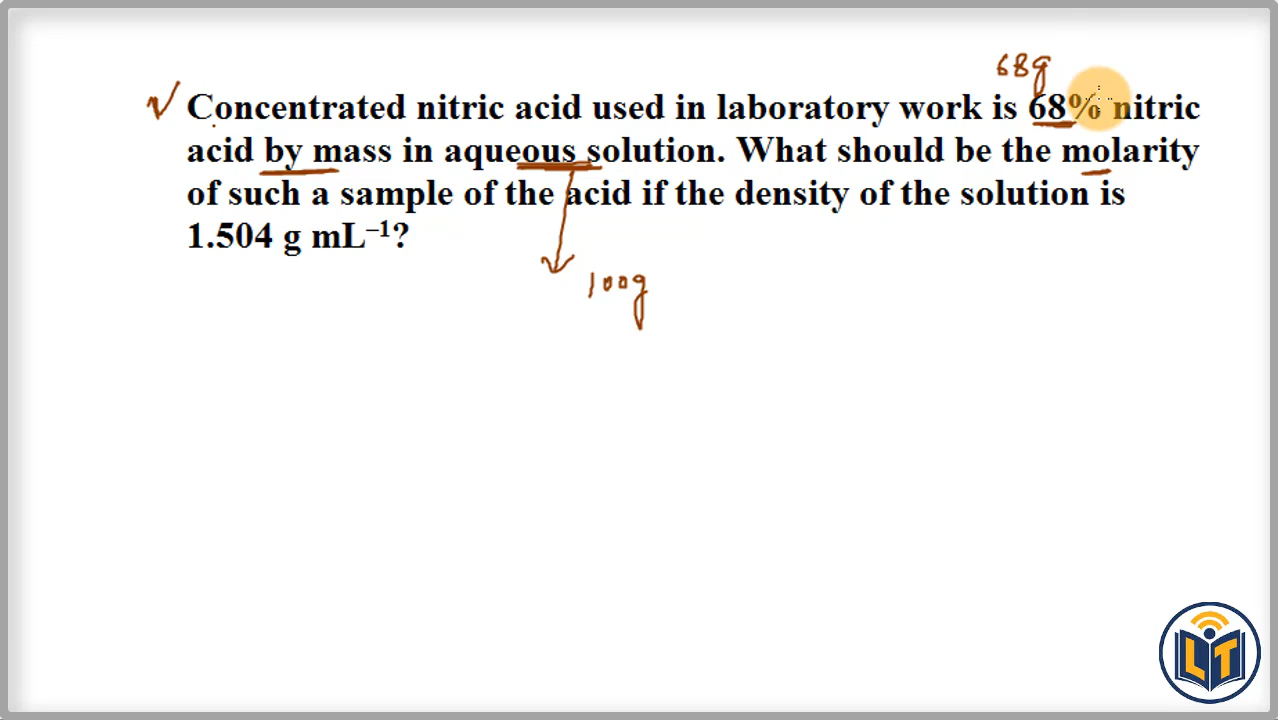 68g
Concentrated nitric acid used in laboratory work is 68% nitric
acid by mass in aqueous solution. What should be the molarity
of such a sample of the acid if the density of the solution is
1.504 g mL⁻¹?
100g
LT